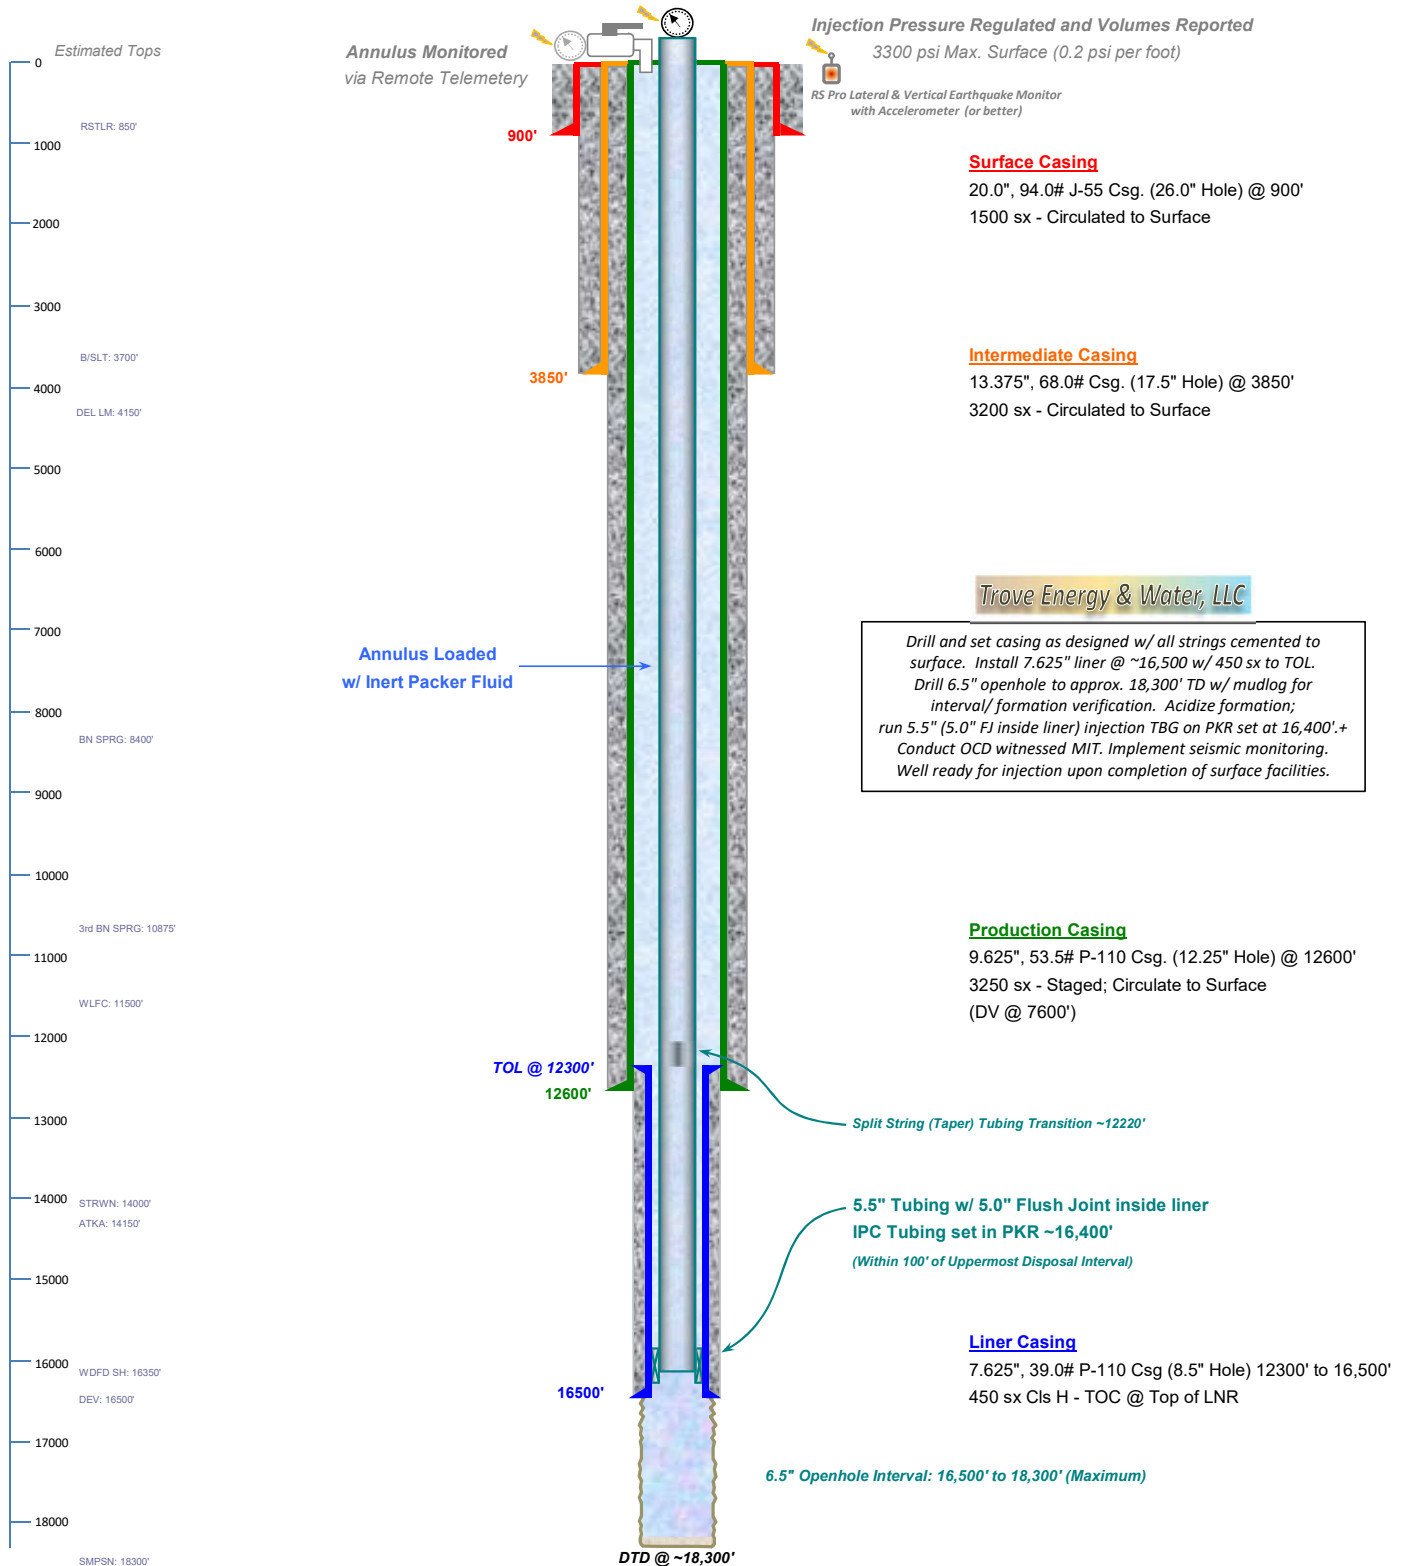 Estimated Tops
0
RSTLR: 850'
1000
2000
3000
B/SLT: 3700'
4000
DEL LM: 4150'
5000
6000
7000
8000
BN SPRG: 8400'
9000
10000
3rd BN SPRG: 10875'
11000
WLFC: 11500'
12000
13000
14000
STRWN: 14000'
ATKA: 14150'
15000
16000
WDFD SH: 16350'
DEV: 16500'
17000
18000
SMPSN: 18300'
Annulus Monitored
via Remote Telemetery
Injection Pressure Regulated and Volumes Reported
3300 psi Max. Surface (0.2 psi per foot)
RS Pro Lateral & Vertical Earthquake Monitor
with Accelerometer (or better)
900'
Surface Casing
20.0", 94.0# J-55 Csg. (26.0" Hole) @ 900'
1500 sx - Circulated to Surface
3850'
Intermediate Casing
13.375", 68.0# Csg. (17.5" Hole) @ 3850'
3200 sx - Circulated to Surface
Trove Energy & Water, LLC
Drill and set casing as designed w/ all strings cemented to
surface. Install 7.625" liner @ ~16,500 w/ 450 sx to TOL.
Drill 6.5" openhole to approx. 18,300' TD w/ mudlog for
interval/ formation verification. Acidize formation;
run 5.5" (5.0" FJ inside liner) injection TBG on PKR set at 16,400'.+
Conduct OCD witnessed MIT. Implement seismic monitoring.
Well ready for injection upon completion of surface facilities.
Annulus Loaded
w/ Inert Packer Fluid
Production Casing
9.625", 53.5# P-110 Csg. (12.25" Hole) @ 12600'
3250 sx - Staged; Circulate to Surface
(DV @ 7600')
TOL @ 12300'
12600'
Split String (Taper) Tubing Transition ~12220'
5.5" Tubing w/ 5.0" Flush Joint inside liner
IPC Tubing set in PKR ~16,400'
(Within 100' of Uppermost Disposal Interval)
Liner Casing
7.625", 39.0# P-110 Csg (8.5" Hole) 12300' to 16,500'
450 sx Cls H - TOC @ Top of LNR
16500'
6.5" Openhole Interval: 16,500' to 18,300' (Maximum)
DTD @ ~18,300'